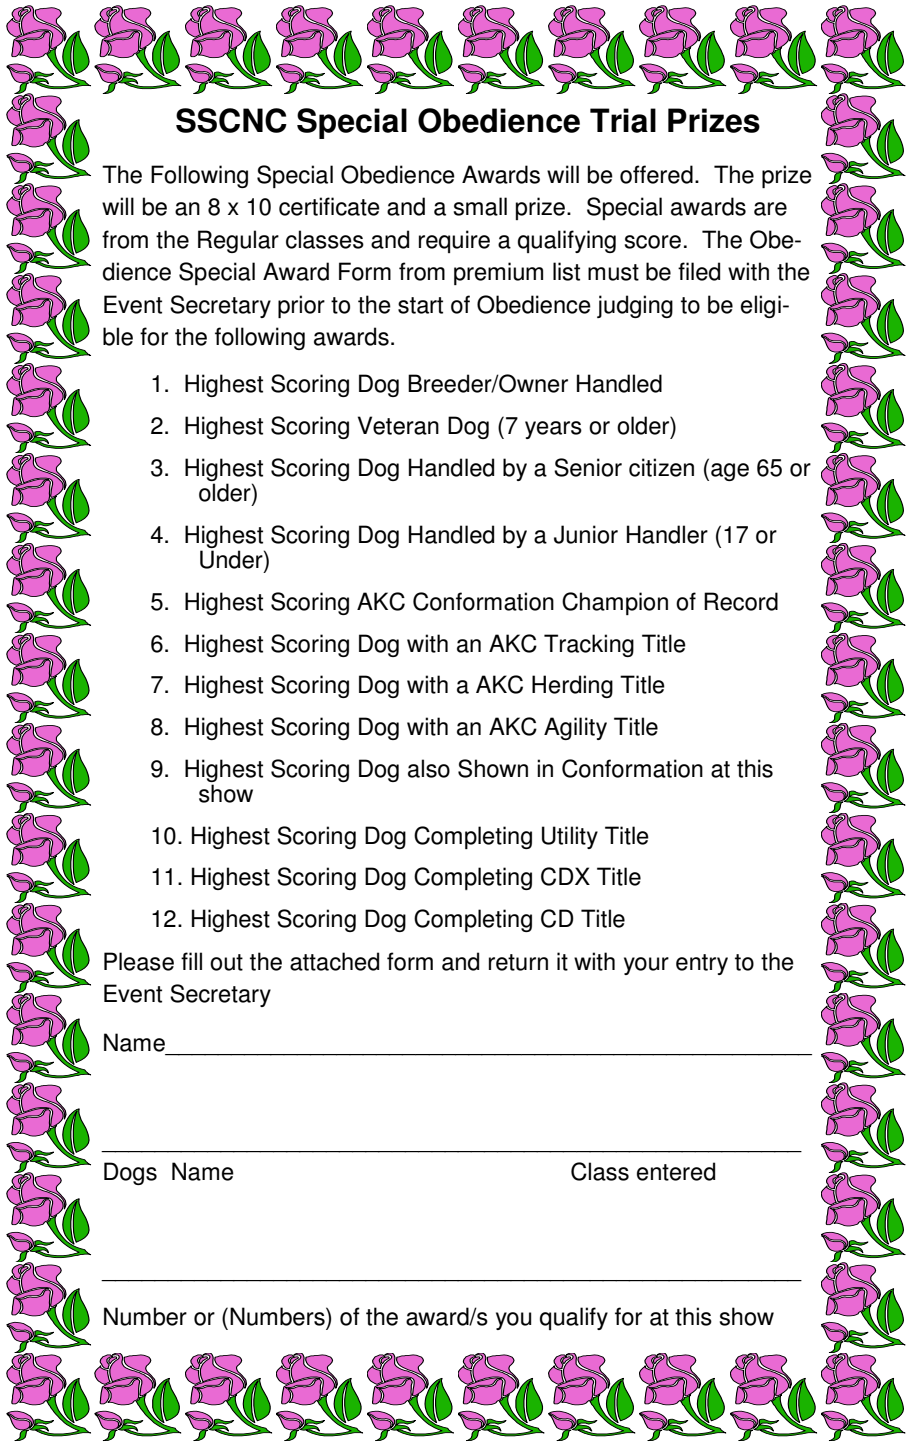 SSCNC Special Obedience Trial Prizes
The Following Special Obedience Awards will be offered.  The prize
will be an 8 x 10 certificate and a small prize.  Special awards are
from the Regular classes and require a qualifying score.  The Obe-
dience Special Award Form from premium list must be filed with the
Event Secretary prior to the start of Obedience judging to be eligi-
ble for the following awards.
1.  Highest Scoring Dog Breeder/Owner Handled
2.  Highest Scoring Veteran Dog (7 years or older)
3.  Highest Scoring Dog Handled by a Senior citizen (age 65 or
older)
4.  Highest Scoring Dog Handled by a Junior Handler (17 or
Under)
5.  Highest Scoring AKC Conformation Champion of Record
6.  Highest Scoring Dog with an AKC Tracking Title
7.  Highest Scoring Dog with a AKC Herding Title
8.  Highest Scoring Dog with an AKC Agility Title
9.  Highest Scoring Dog also Shown in Conformation at this
show
10. Highest Scoring Dog Completing Utility Title
11. Highest Scoring Dog Completing CDX Title
12. Highest Scoring Dog Completing CD Title
Please fill out the attached form and return it with your entry to the
Event Secretary
Name__________________________________________________
Dogs  Name Class entered
Number or (Numbers) of the award/s you qualify for at this show